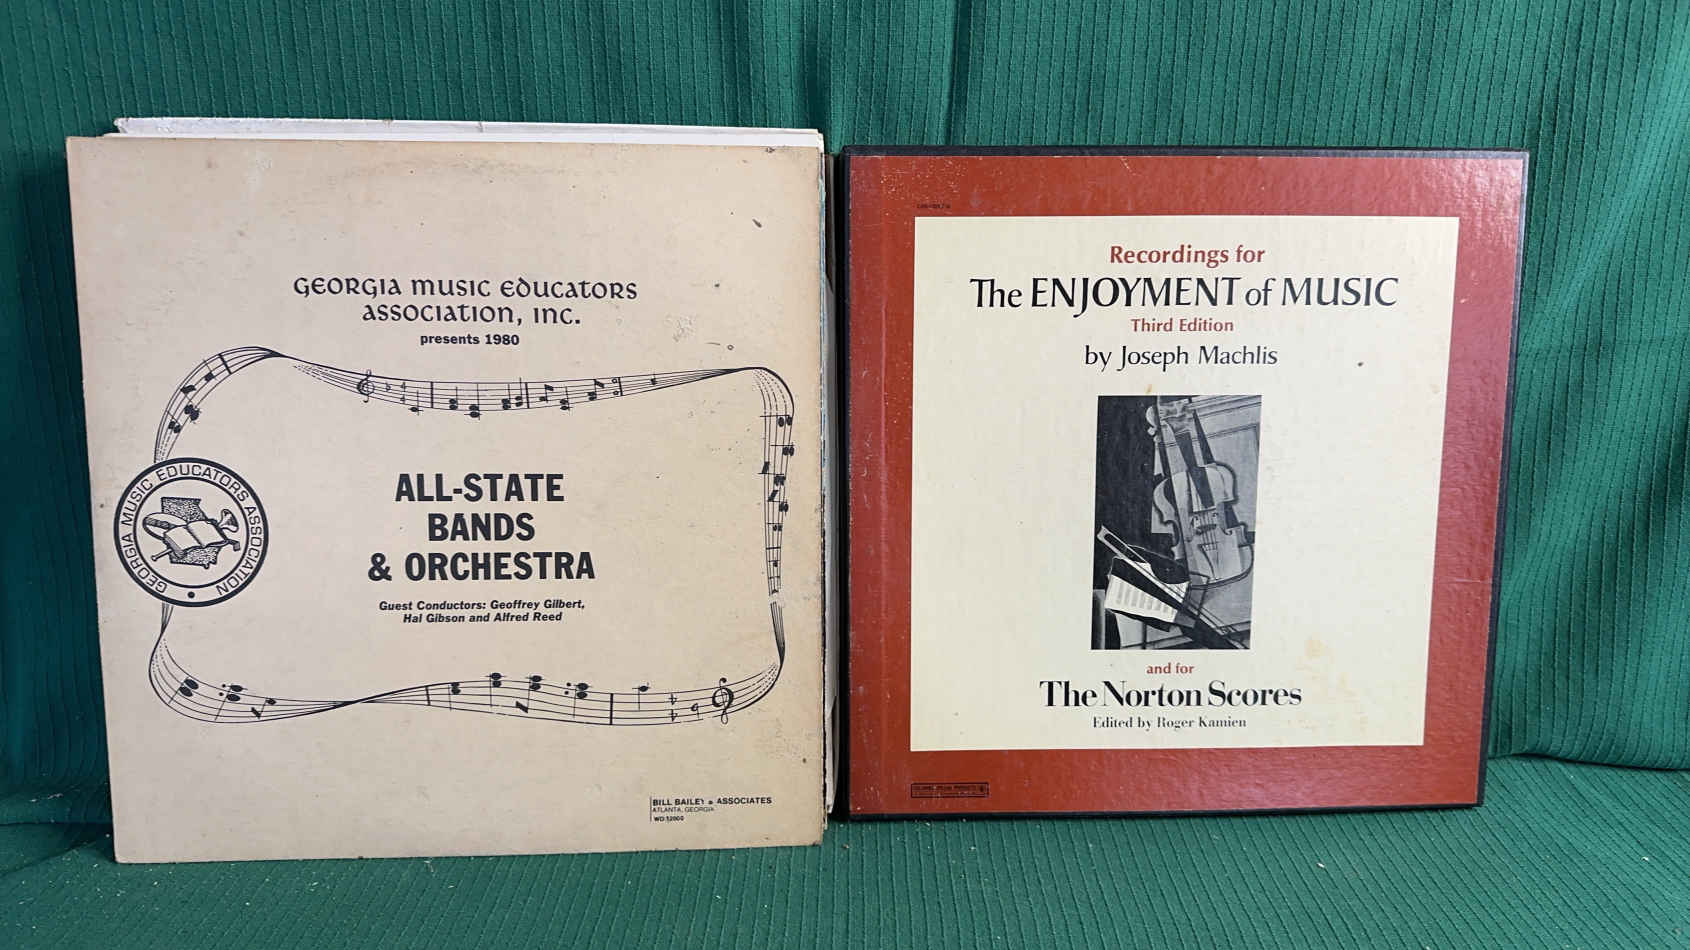 GEORGIA MUSIC EDUCATORS
ASSOCIATION, INC.
presents 1980
GEORGIA MUSIC EDUCATORS ASSOCIATION
ALL-STATE
BANDS
& ORCHESTRA
Guest Conductors: Geoffrey Gilbert,
Hal Gibson and Alfred Reed
BILL BAILEY & ASSOCIATES
ATLANTA, GEORGIA
Recordings for
The ENJOYMENT of MUSIC
Third Edition
by Joseph Machlis
and for
The Norton Scores
Edited by Roger Kamien